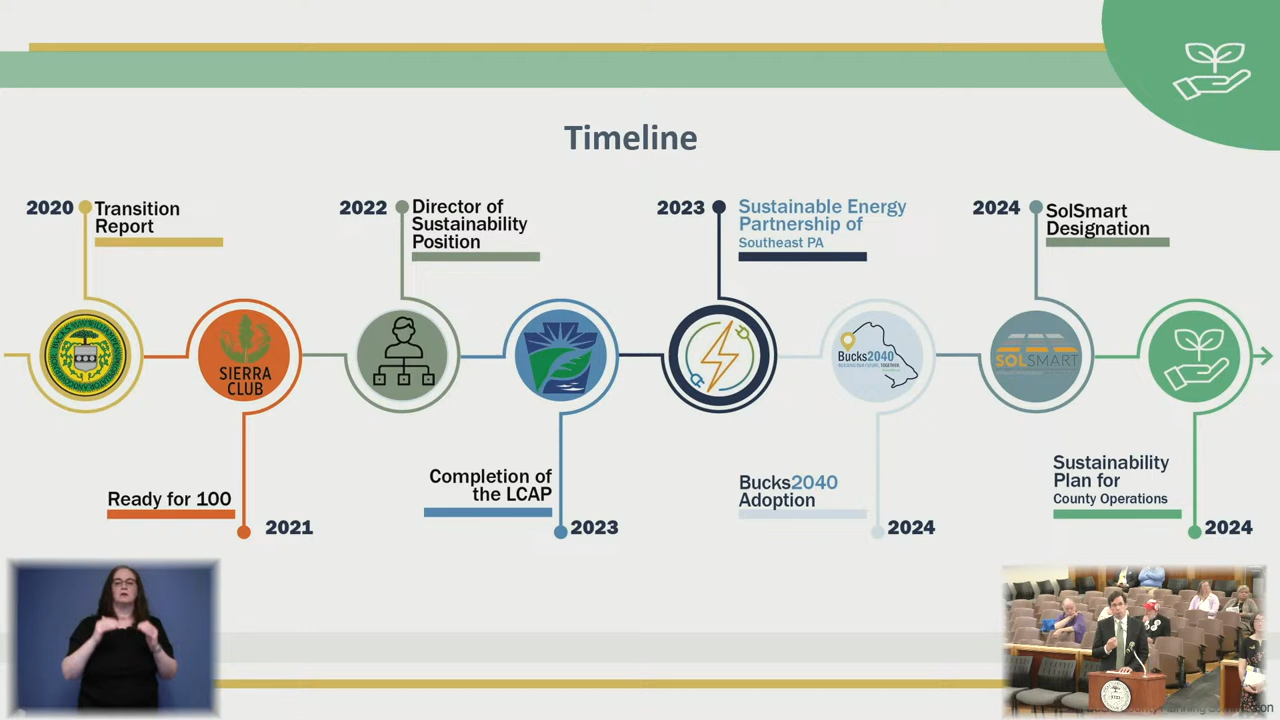 Timeline
2020
Transition
Report
2022
Director of
Sustainability
Position
2023
Sustainable Energy
Partnership of
Southeast PA
2024
SolSmart
Designation
SIERRA
CLUB
Bucks2040
SOLSMART
Ready for 100
2021
Completion of
the LCAP
2023
Bucks2040
Adoption
2024
Sustainability
Plan for
County Operations
2024